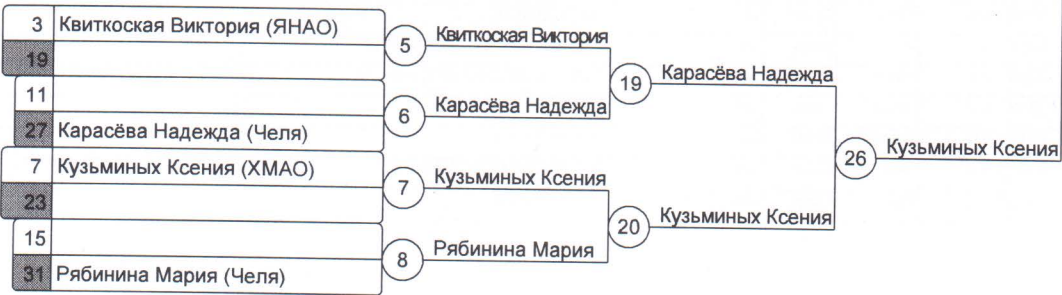 3 Квиткоская Виктория (ЯНАО)
19
5 Квиткоская Виктория
11
27 Карасёва Надежда (Челя)
6 Карасёва Надежда
19 Карасёва Надежда
7 Кузьминых Ксения (ХМАО)
23
7 Кузьминых Ксения
15
31 Рябинина Мария (Челя)
8 Рябинина Мария
20 Кузьминых Ксения
26 Кузьминых Ксения